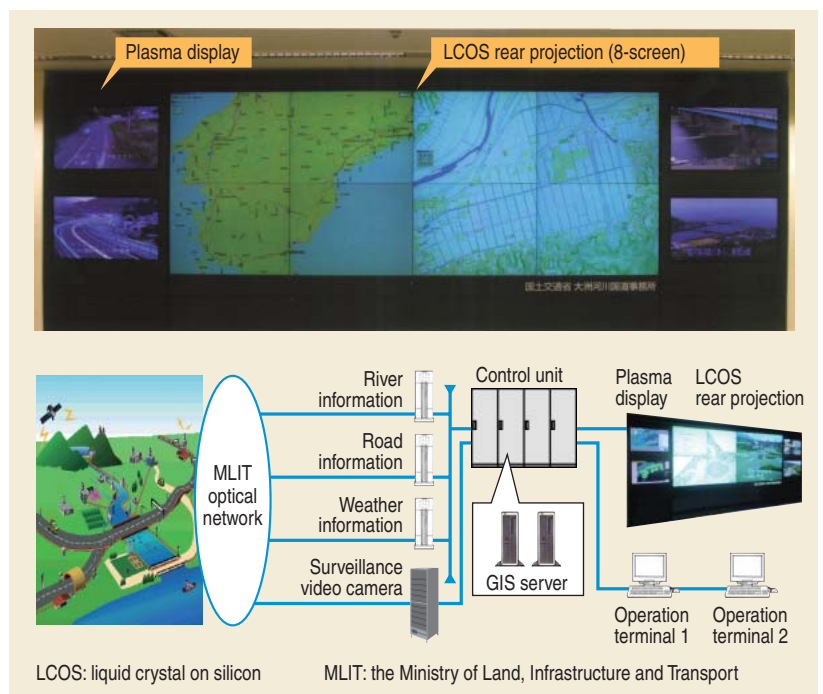 Plasma display
LCOS rear projection (8-screen)
国土交通省 大洲河川国道事務所
River
information
Road
information
Weather
information
Surveillance
video camera
MLIT
optical
network
Control unit
GIS server
Plasma
display
LCOS
rear projection
Operation
terminal 1
Operation
terminal 2
LCOS: liquid crystal on silicon
MLIT: the Ministry of Land, Infrastructure and Transport